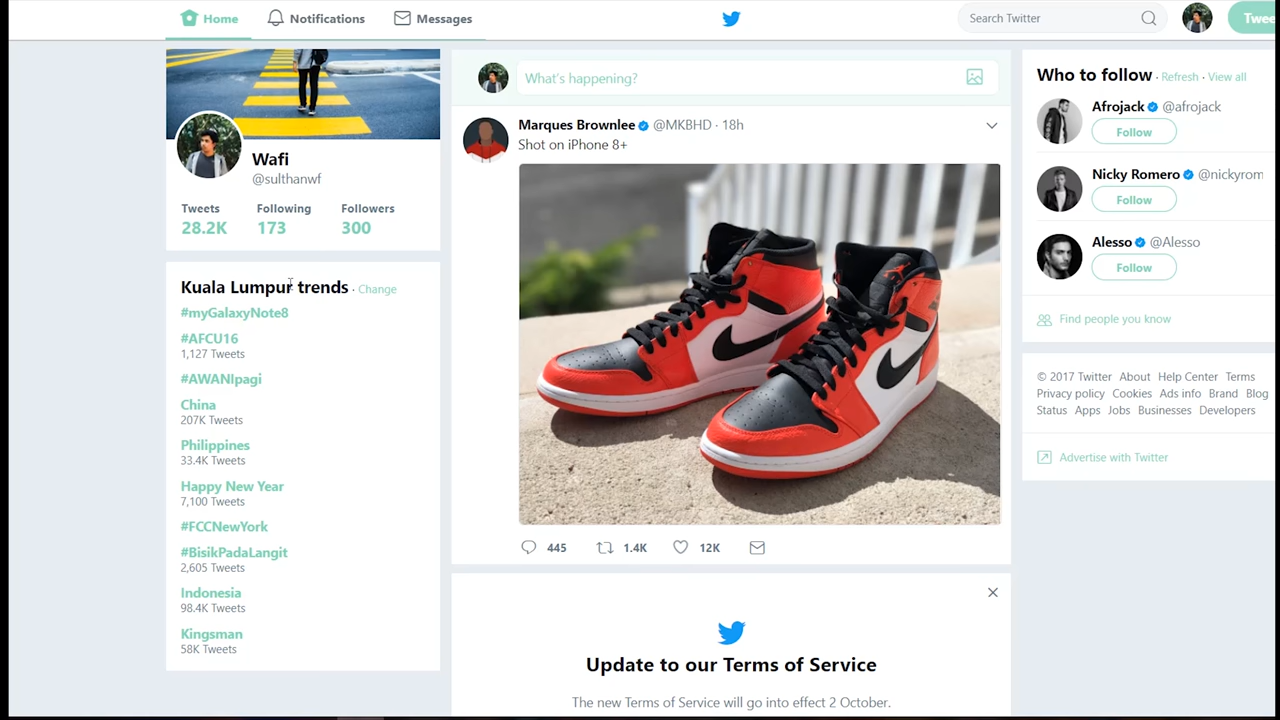 Home
Notifications
Messages
Search Twitter
Wafi
@sulthanwf
Tweets Following Followers
28.2K 173 300
Kuala Lumpur trends · Change
#myGalaxyNote8
#AFCU16
1,127 Tweets
#AWANIpagi
China
207K Tweets
Philippines
33.4K Tweets
Happy New Year
7,100 Tweets
#FCCNewYork
#BisikPadaLangit
2,605 Tweets
Indonesia
98.4K Tweets
Kingsman
58K Tweets
What's happening?
Marques Brownlee @MKBHD · 18h
Shot on iPhone 8+
445 1.4K 12K
Update to our Terms of Service
The new Terms of Service will go into effect 2 October.
Who to follow · Refresh · View all
Afrojack @afrojack
Follow
Nicky Romero @nickyrom
Follow
Alesso @Alesso
Follow
Find people you know
© 2017 Twitter About Help Center Terms
Privacy policy Cookies Ads info Brand Blog
Status Apps Jobs Businesses Developers
Advertise with Twitter